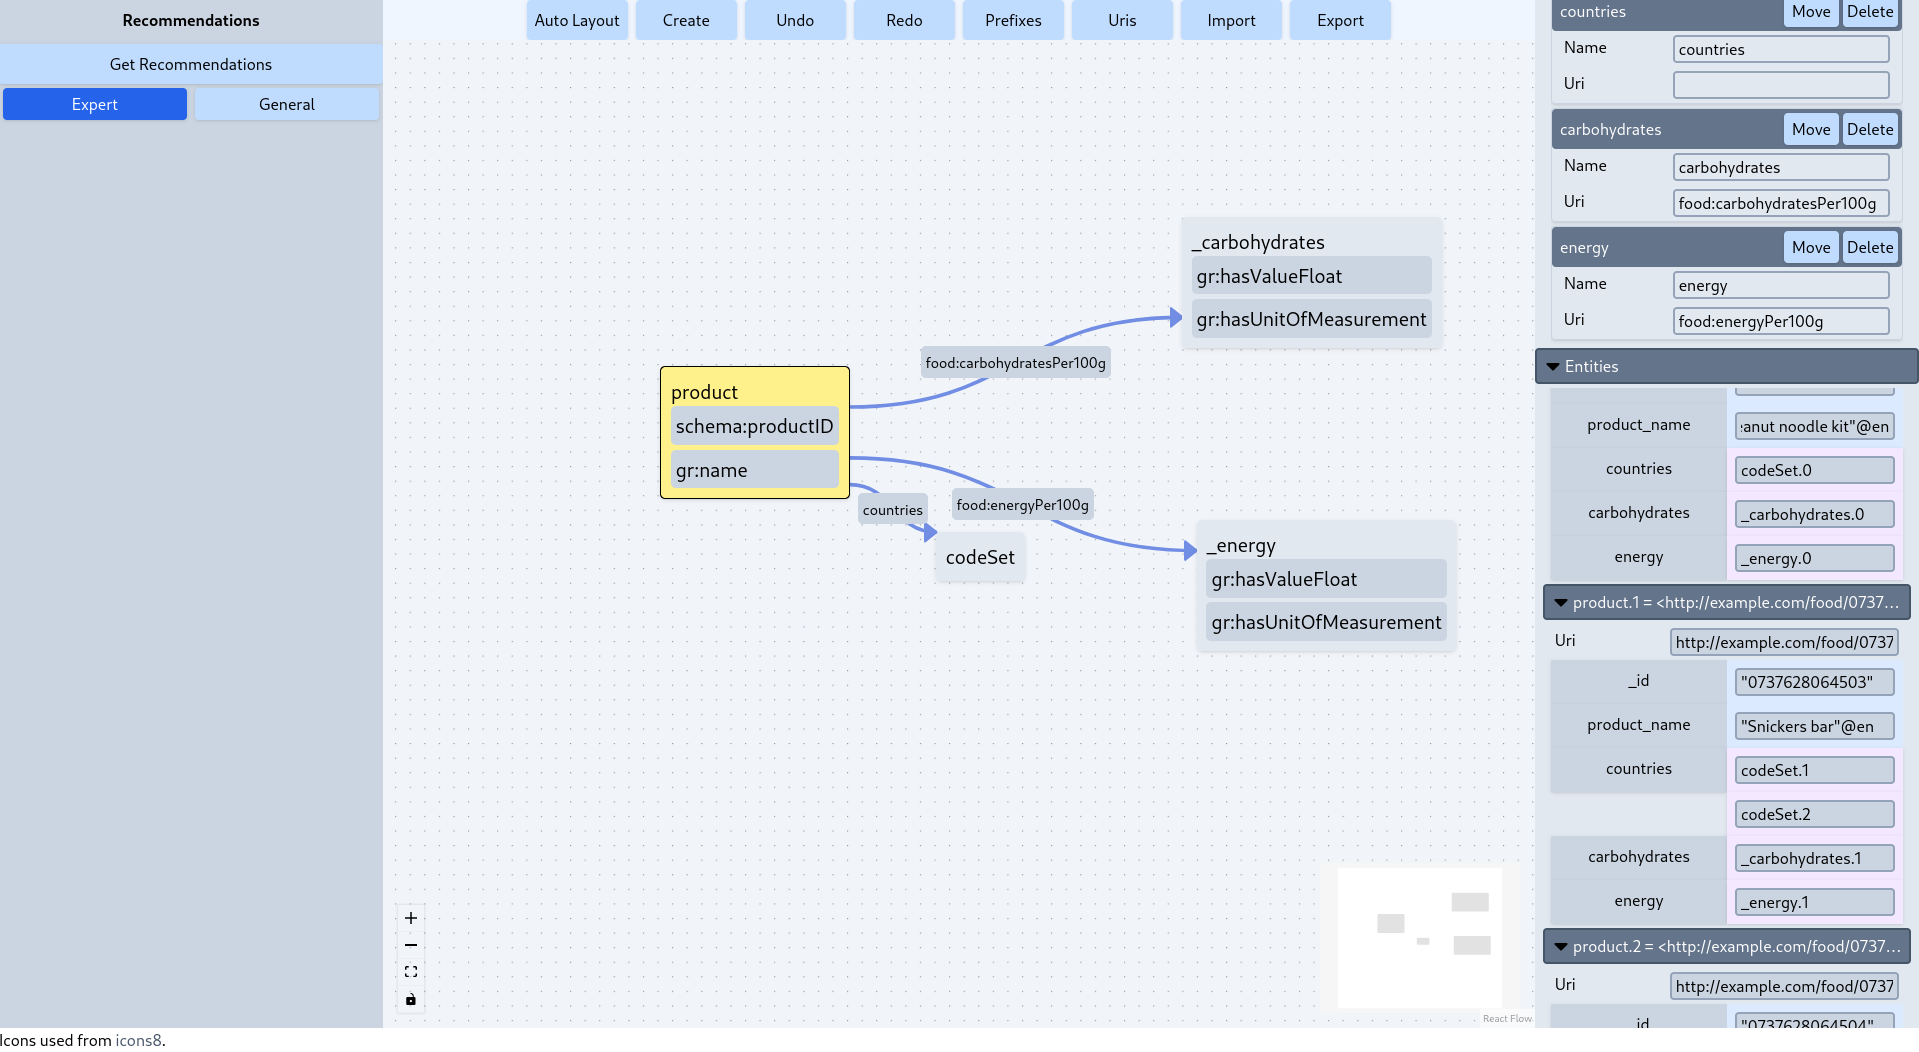 Recommendations
Get Recommendations
Expert General
Auto Layout Create Undo Redo Prefixes Uris Import Export
_carbohydrates
gr:hasValueFloat
gr:hasUnitOfMeasurement
food:carbohydratesPer100g
product
schema:productID
gr:name
countries
food:energyPer100g
codeSet
_energy
gr:hasValueFloat
gr:hasUnitOfMeasurement
React Flow
countries Move Delete
Name countries
Uri
carbohydrates Move Delete
Name carbohydrates
Uri food:carbohydratesPer100g
energy Move Delete
Name energy
Uri food:energyPer100g
Entities
product_name eanut noodle kit"@en
countries codeSet.0
carbohydrates _carbohydrates.0
energy _energy.0
product.1 = <http://example.com/food/0737...
Uri http://example.com/food/0737
_id "0737628064503"
product_name "Snickers bar"@en
countries codeSet.1
codeSet.2
carbohydrates _carbohydrates.1
energy _energy.1
product.2 = <http://example.com/food/0737...
Uri http://example.com/food/0737
_id "0737628064504"
Icons used from icons8.